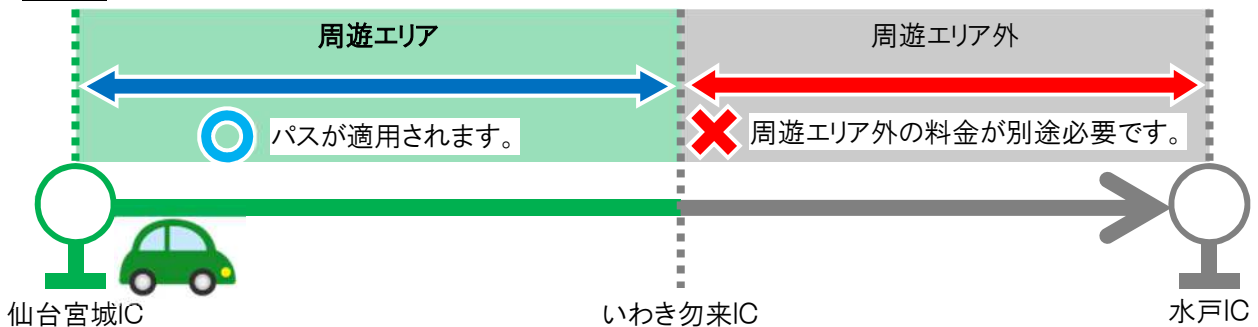 周遊エリア
周遊エリア外
パスが適用されます。
周遊エリア外の料金が別途必要です。
仙台宮城IC
いわき勿来IC
水戸IC